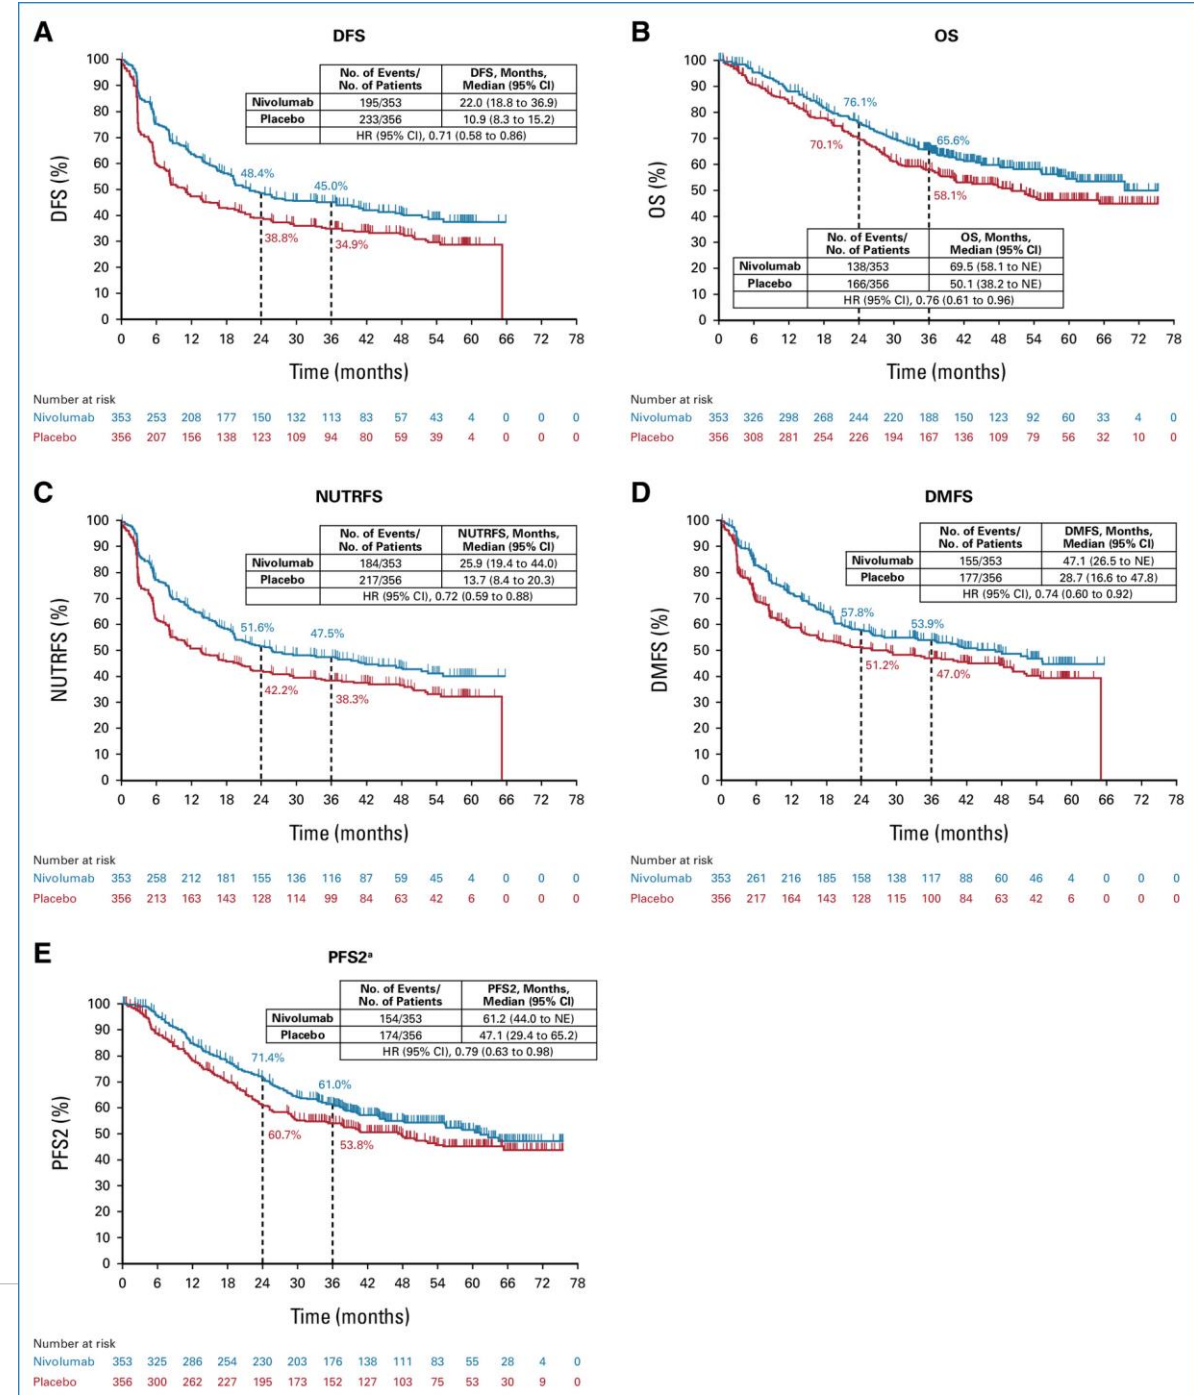 A
DFS
No. of Events/ No. of Patients DFS, Months, Median (95% CI)
Nivolumab 195/353 22.0 (18.8 to 36.9)
Placebo 233/356 10.9 (8.3 to 15.2)
HR (95% CI), 0.71 (0.58 to 0.86)
DFS (%)
100
90
80
70
60
50
40
30
20
10
0
48.4%
45.0%
38.8%
34.9%
0 6 12 18 24 30 36 42 48 54 60 66 72 78
Time (months)
Number at risk
Nivolumab 353 253 208 177 150 132 113 83 57 43 4 0 0 0
Placebo 356 207 156 138 123 109 94 80 59 39 4 0 0 0
B
OS
OS (%)
100
90
80
70
60
50
40
30
20
10
0
76.1%
65.6%
70.1%
58.1%
No. of Events/ No. of Patients OS, Months, Median (95% CI)
Nivolumab 138/353 69.5 (58.1 to NE)
Placebo 166/356 50.1 (38.2 to NE)
HR (95% CI), 0.76 (0.61 to 0.96)
0 6 12 18 24 30 36 42 48 54 60 66 72 78
Time (months)
Number at risk
Nivolumab 353 326 298 268 244 220 188 150 123 92 60 33 4 0
Placebo 356 308 281 254 226 194 167 136 109 79 56 32 10 0
C
NUTRFS
No. of Events/ No. of Patients NUTRFS, Months, Median (95% CI)
Nivolumab 184/353 25.9 (19.4 to 44.0)
Placebo 217/356 13.7 (8.4 to 20.3)
HR (95% CI), 0.72 (0.59 to 0.88)
NUTRFS (%)
100
90
80
70
60
50
40
30
20
10
0
51.6%
47.5%
42.2%
38.3%
0 6 12 18 24 30 36 42 48 54 60 66 72 78
Time (months)
Number at risk
Nivolumab 353 258 212 181 155 136 116 87 59 45 4 0 0 0
Placebo 356 213 163 143 128 114 99 84 63 42 6 0 0 0
D
DMFS
No. of Events/ No. of Patients DMFS, Months, Median (95% CI)
Nivolumab 155/353 47.1 (26.5 to NE)
Placebo 177/356 28.7 (16.6 to 47.8)
HR (95% CI), 0.74 (0.60 to 0.92)
DMFS (%)
100
90
80
70
60
50
40
30
20
10
0
57.8%
53.9%
51.2%
47.0%
0 6 12 18 24 30 36 42 48 54 60 66 72 78
Time (months)
Number at risk
Nivolumab 353 261 216 185 158 138 117 88 60 46 4 0 0 0
Placebo 356 217 164 143 128 115 100 84 63 42 6 0 0 0
E
PFS2ª
No. of Events/ No. of Patients PFS2, Months, Median (95% CI)
Nivolumab 154/353 61.2 (44.0 to NE)
Placebo 174/356 47.1 (29.4 to 65.2)
HR (95% CI), 0.79 (0.63 to 0.98)
PFS2 (%)
100
90
80
70
60
50
40
30
20
10
0
71.4%
61.0%
60.7%
53.8%
0 6 12 18 24 30 36 42 48 54 60 66 72 78
Time (months)
Number at risk
Nivolumab 353 325 286 254 230 203 176 138 111 83 55 28 4 0
Placebo 356 300 262 227 195 173 152 127 103 75 53 30 9 0